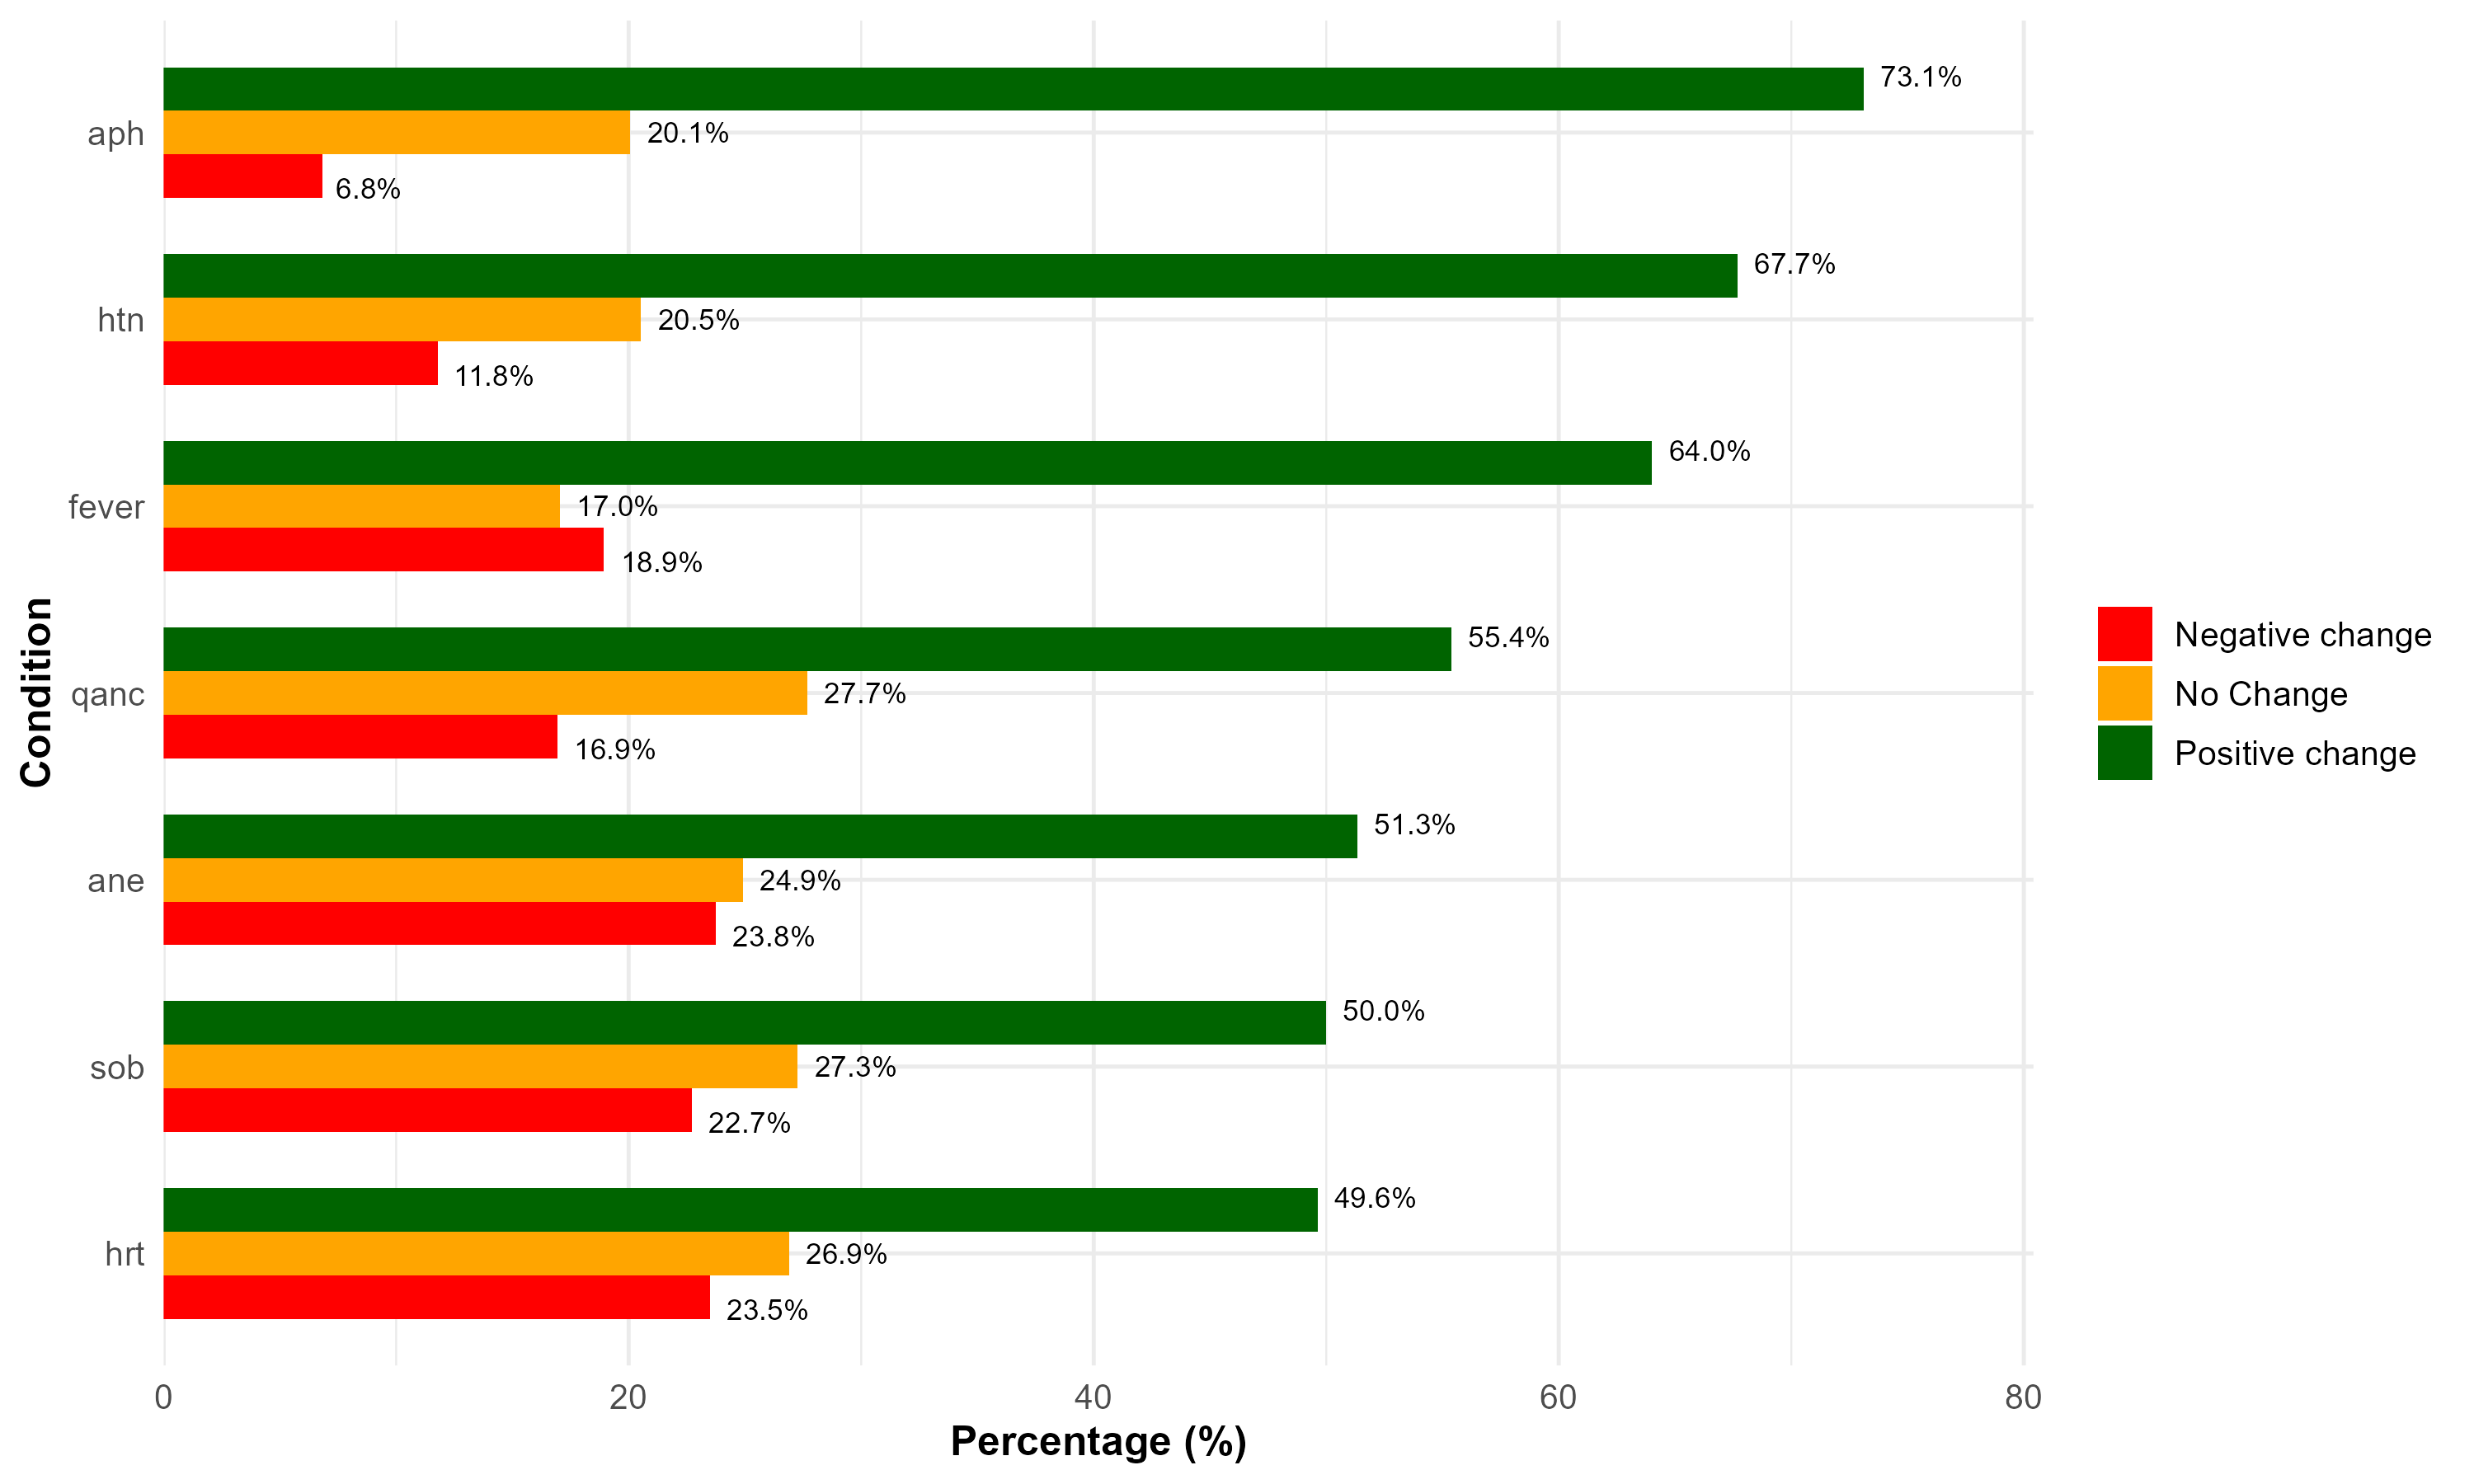 73.1%
aph
20.1%
6.8%
67.7%
htn
20.5%
11.8%
64.0%
fever
17.0%
18.9%
Condition
55.4%
qanc
27.7%
16.9%
51.3%
ane
24.9%
23.8%
50.0%
sob
27.3%
22.7%
49.6%
hrt
26.9%
23.5%
0 20 40 60 80
Percentage (%)
Negative change
No Change
Positive change